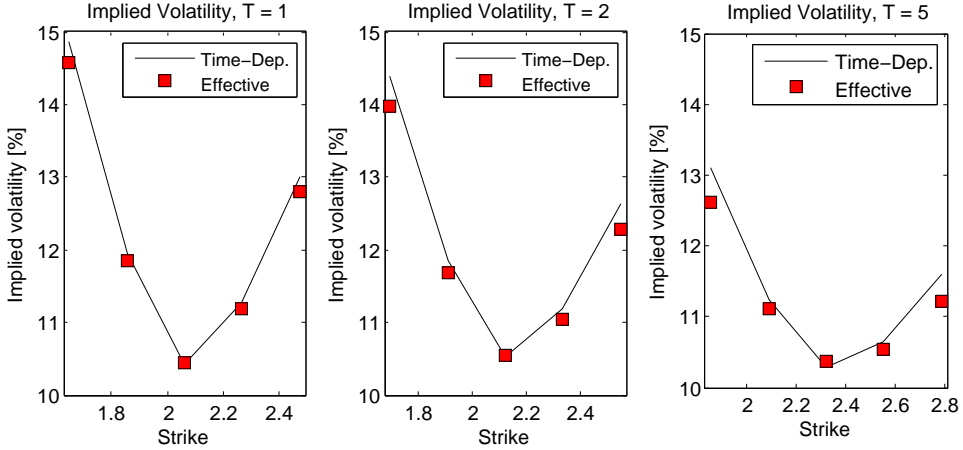 Implied Volatility, T = 1
15
14
13
12
11
10
Implied volatility [%]
Time−Dep.
Effective
1.8
2
2.2
2.4
Strike
Implied Volatility, T = 2
15
14
13
12
11
10
Implied volatility [%]
Time−Dep.
Effective
1.8
2
2.2
2.4
Strike
Implied Volatility, T = 5
15
14
13
12
11
10
Implied volatility [%]
Time−Dep.
Effective
2
2.2
2.4
2.6
2.8
Strike